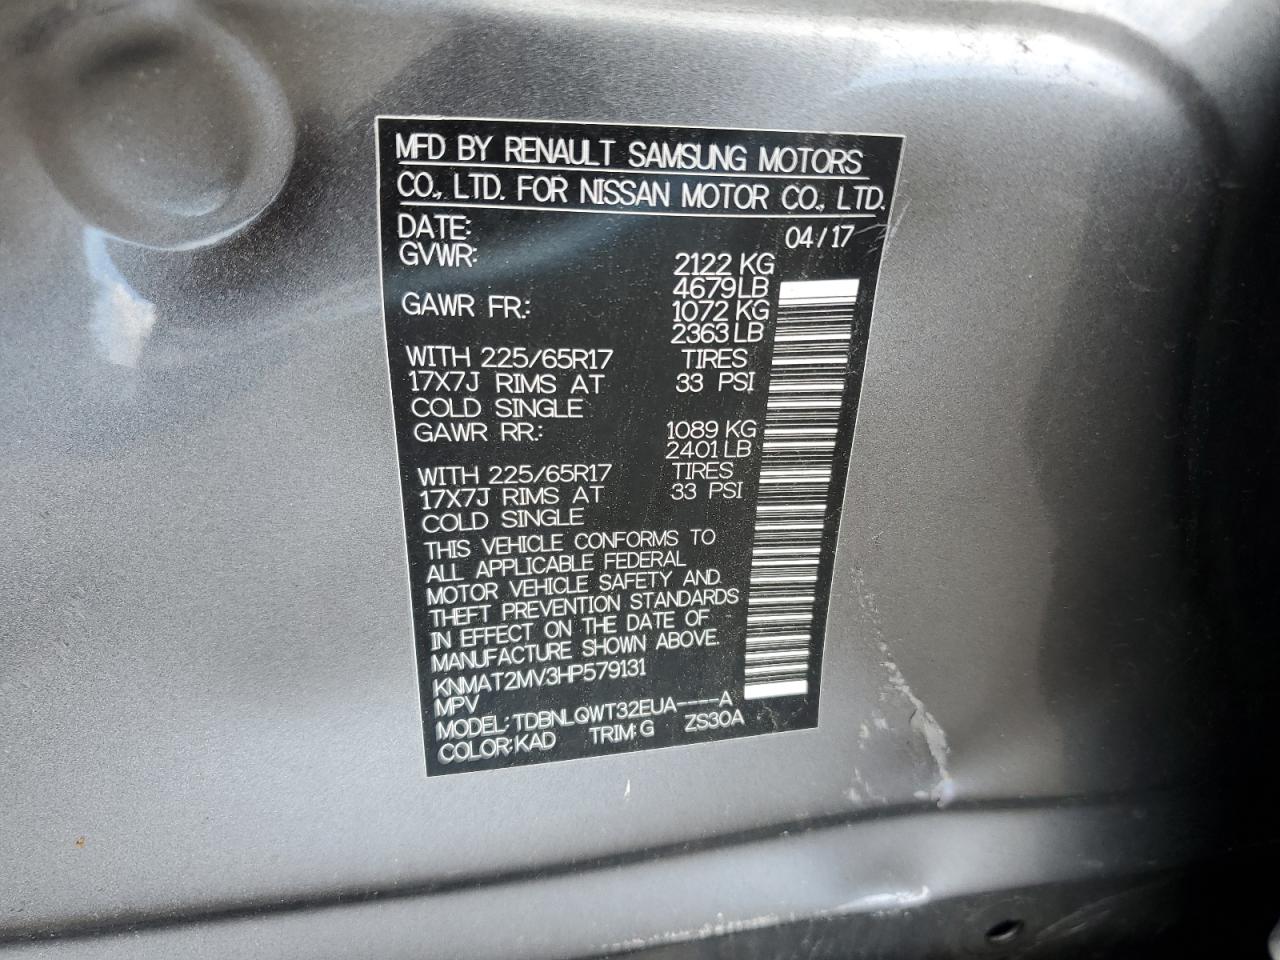 MFD BY RENAULT SAMSUNG MOTORS
CO., LTD. FOR NISSAN MOTOR CO., LTD.
DATE: 04/17
GVWR: 2122 KG
4679 LB
GAWR FR.: 1072 KG
2363 LB
WITH 225/65R17 TIRES
17X7J RIMS AT 33 PSI
COLD SINGLE
GAWR RR.: 1089 KG
2401 LB
WITH 225/65R17 TIRES
17X7J RIMS AT 33 PSI
COLD SINGLE
THIS VEHICLE CONFORMS TO
ALL APPLICABLE FEDERAL
MOTOR VEHICLE SAFETY AND
THEFT PREVENTION STANDARDS
IN EFFECT ON THE DATE OF
MANUFACTURE SHOWN ABOVE.
KNMAT2MV3HP579131
MPV
MODEL: TDBNLQWT32EUA----A
COLOR: KAD TRIM: G ZS30A